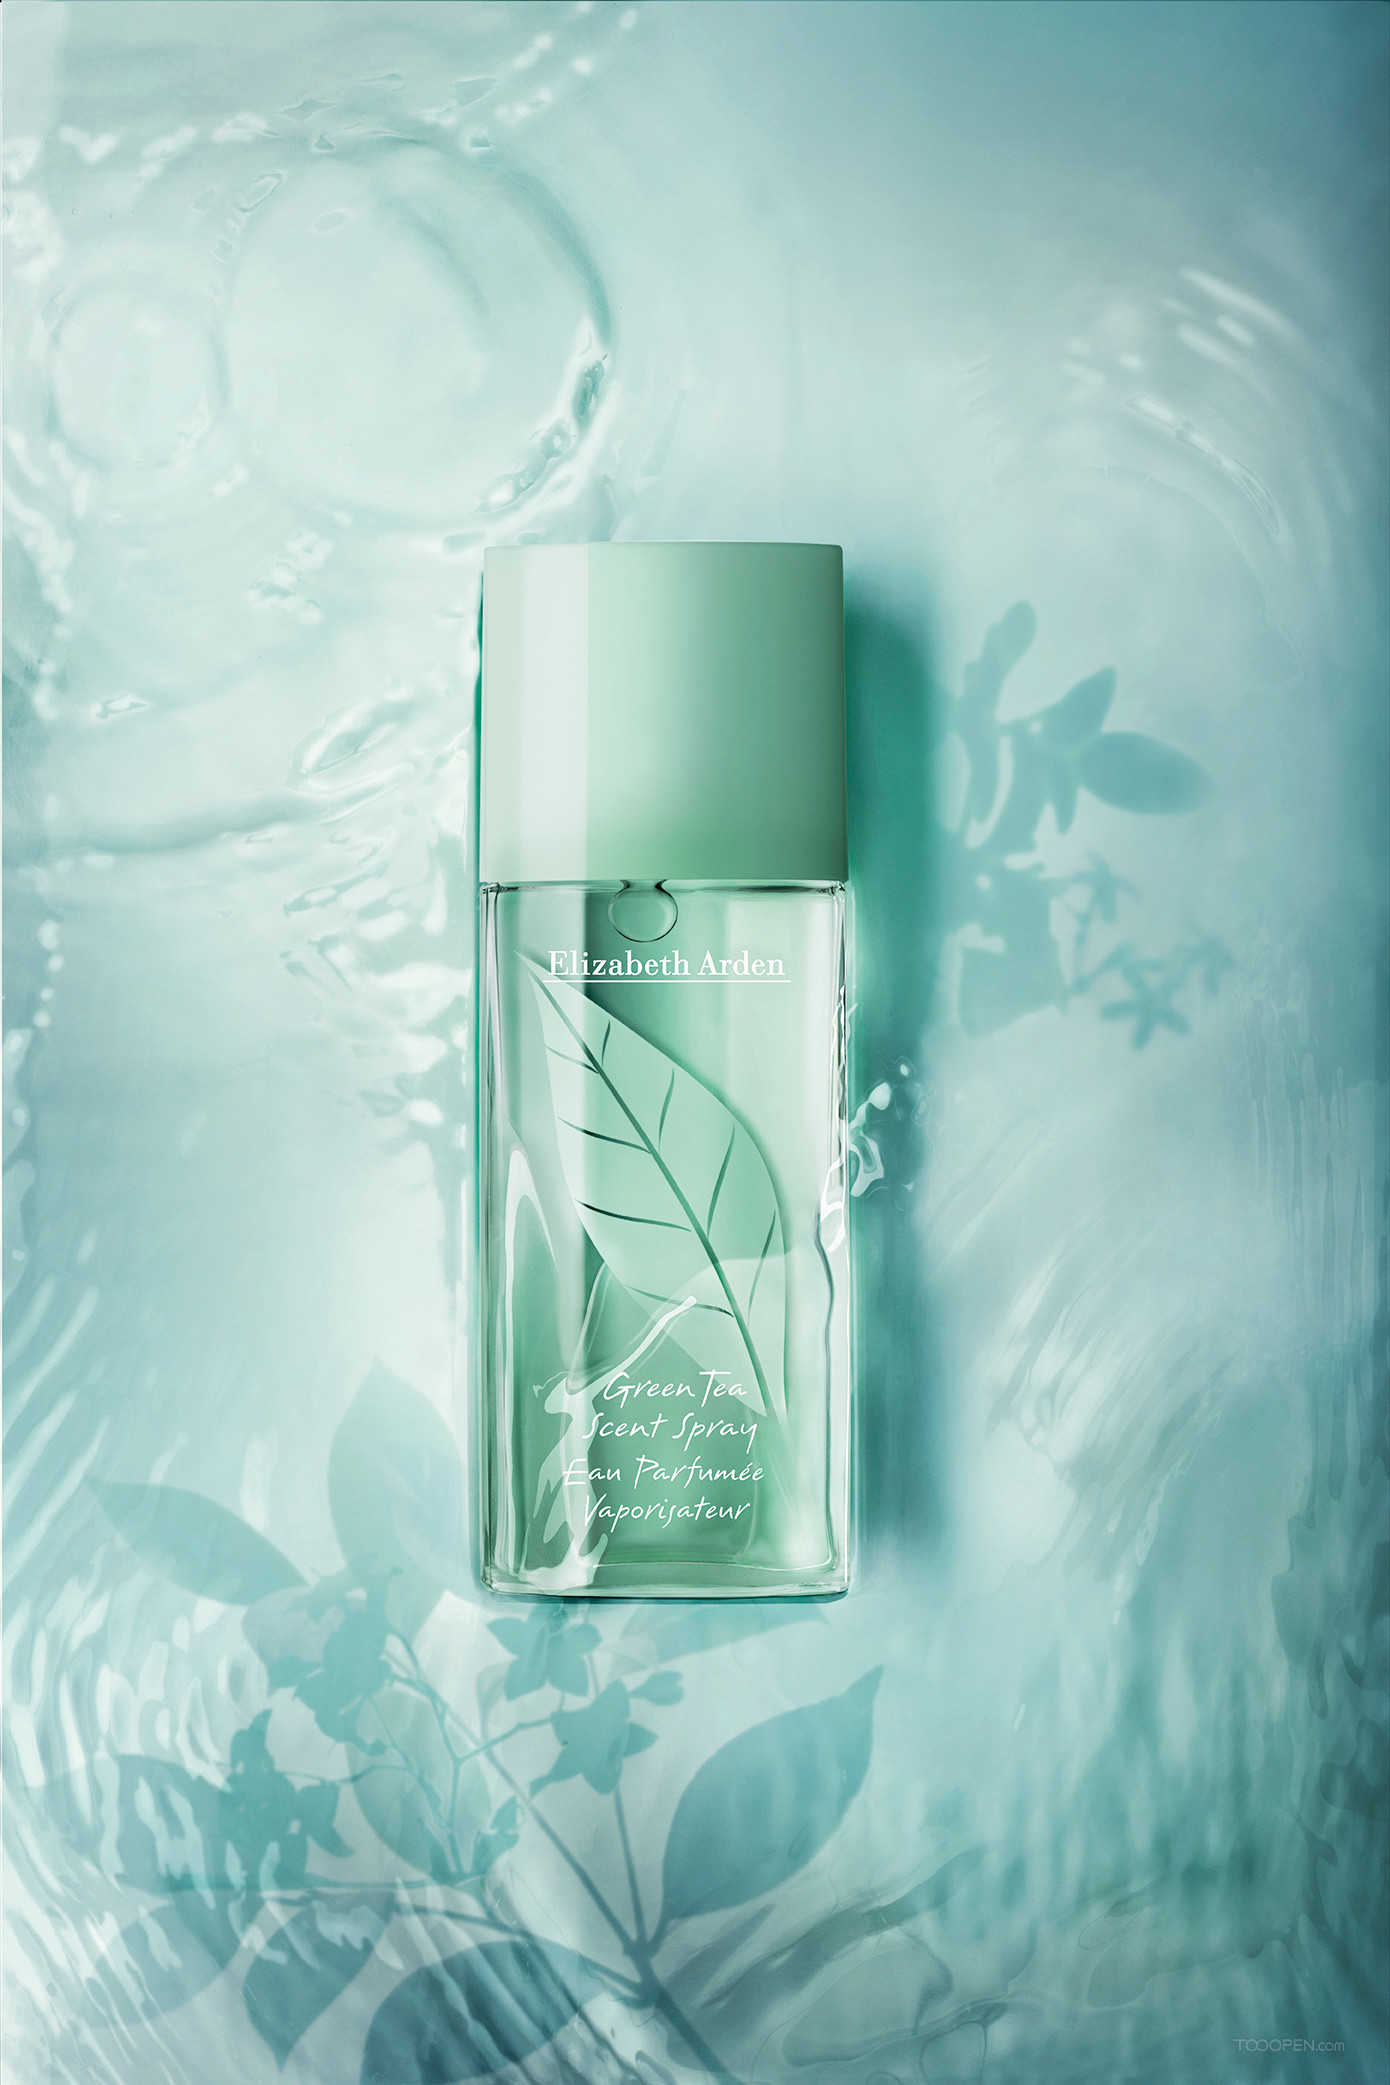 Elizabeth Arden
Green Tea
Scent Spray
Eau Parfumée
Vaporisateur
TOOOPEN.com